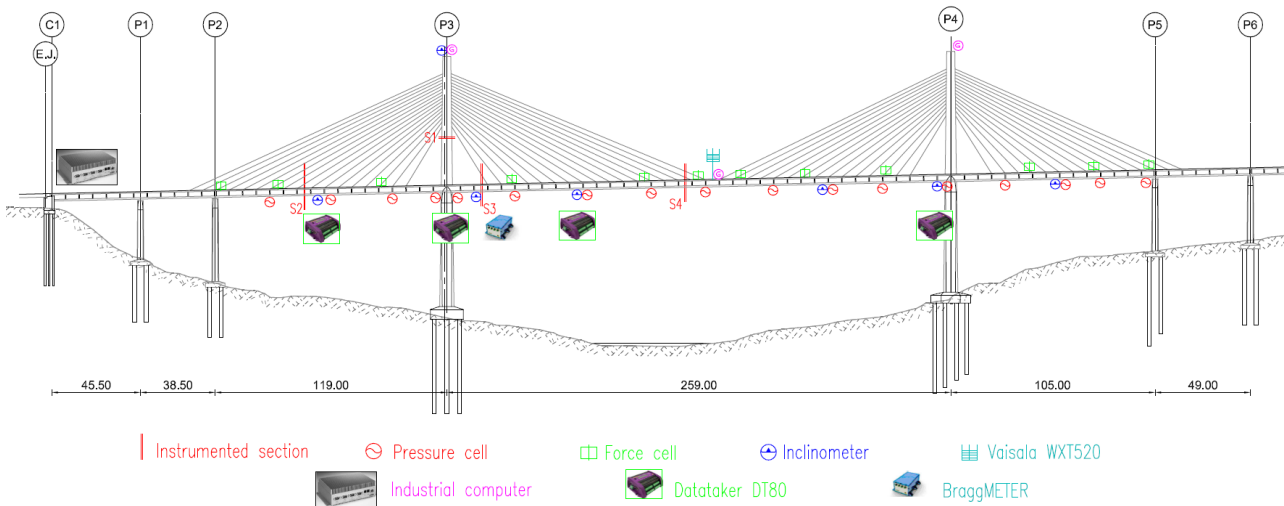 C1 P1 P2 P3 P4 P5 P6
E.J.
G G
S1
G
S2 S3 S4
45.50 38.50 119.00 259.00 105.00 49.00
Instrumented section Pressure cell Force cell Inclinometer Vaisala WXT520
Industrial computer Datataker DT80 BraggMETER